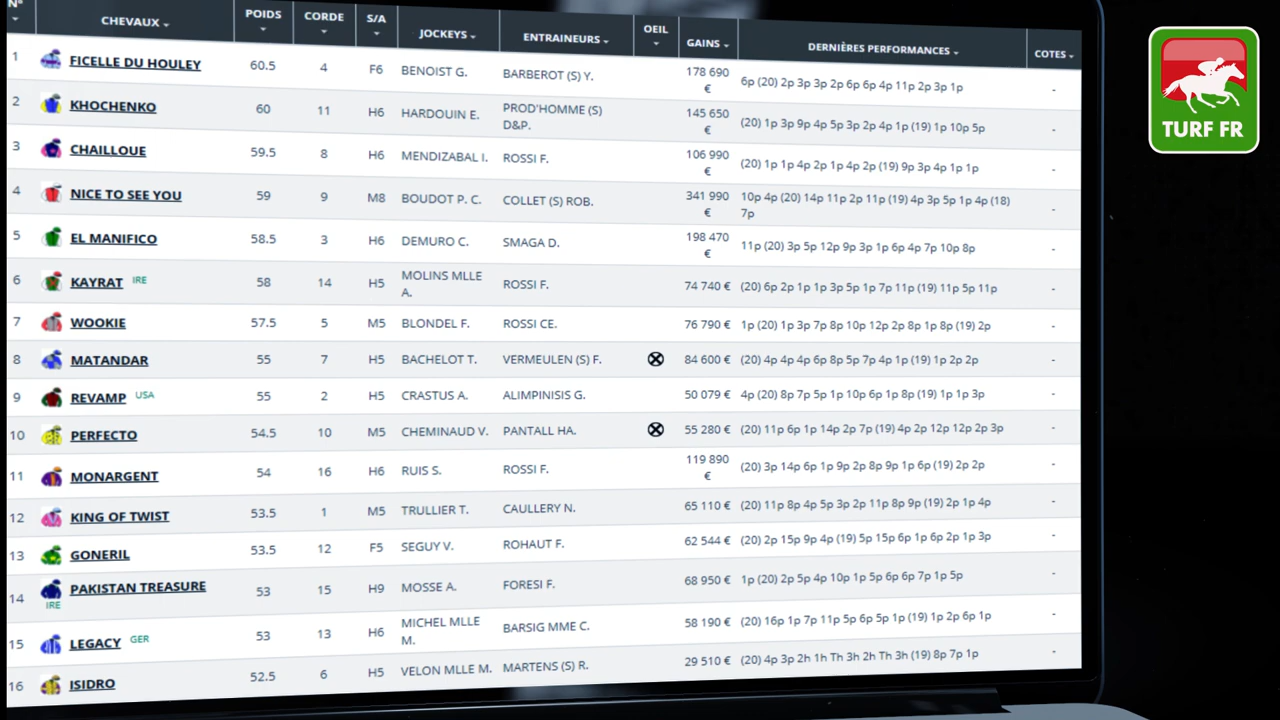 N° CHEVAUX POIDS CORDE S/A JOCKEYS ENTRAINEURS OEIL GAINS DERNIÈRES PERFORMANCES COTES
1 FICELLE DU HOULEY 60.5 4 F6 BENOIST G. BARBEROT (S) Y. 178 690 € 6p (20) 2p 3p 3p 2p 6p 6p 4p 11p 2p 3p 1p -
2 KHOCHENKO 60 11 H6 HARDOUIN E. PROD'HOMME (S) D&P. 145 650 € (20) 1p 3p 9p 4p 5p 3p 2p 4p 1p (19) 1p 10p 5p -
3 CHAILLOUE 59.5 8 H6 MENDIZABAL I. ROSSI F. 106 990 € (20) 1p 1p 4p 2p 1p 4p 2p (19) 9p 3p 4p 1p 1p -
4 NICE TO SEE YOU 59 9 M8 BOUDOT P. C. COLLET (S) ROB. 341 990 € 10p 4p (20) 14p 11p 2p 11p (19) 4p 3p 5p 1p 4p (18) 7p -
5 EL MANIFICO 58.5 3 H6 DEMURO C. SMAGA D. 198 470 € 11p (20) 3p 5p 12p 9p 3p 1p 6p 4p 7p 10p 8p -
6 KAYRAT IRE 58 14 H5 MOLINS MLLE A. ROSSI F. 74 740 € (20) 6p 2p 1p 1p 3p 5p 1p 7p 11p (19) 11p 5p 11p -
7 WOOKIE 57.5 5 M5 BLONDEL F. ROSSI CE. 76 790 € 1p (20) 1p 3p 7p 8p 10p 12p 2p 8p 1p 8p (19) 2p -
8 MATANDAR 55 7 H5 BACHELOT T. VERMEULEN (S) F. 84 600 € (20) 4p 4p 4p 6p 8p 5p 7p 4p 1p (19) 1p 2p 2p -
9 REVAMP USA 55 2 H5 CRASTUS A. ALIMPINISIS G. 50 079 € 4p (20) 8p 7p 5p 1p 10p 6p 1p 8p (19) 1p 1p 3p -
10 PERFECTO 54.5 10 M5 CHEMINAUD V. PANTALL HA. 55 280 € (20) 11p 6p 1p 14p 2p 7p (19) 4p 2p 12p 12p 2p 3p -
11 MONARGENT 54 16 H6 RUIS S. ROSSI F. 119 890 € (20) 3p 14p 6p 1p 9p 2p 8p 9p 1p 6p (19) 2p 2p -
12 KING OF TWIST 53.5 1 M5 TRULLIER T. CAULLERY N. 65 110 € (20) 11p 8p 4p 5p 3p 2p 11p 8p 9p (19) 2p 1p 4p -
13 GONERIL 53.5 12 F5 SEGUY V. ROHAUT F. 62 544 € (20) 2p 15p 9p 4p (19) 5p 15p 6p 1p 6p 2p 1p 3p -
14 PAKISTAN TREASURE IRE 53 15 H9 MOSSE A. FORESI F. 68 950 € 1p (20) 2p 5p 4p 10p 1p 5p 6p 6p 7p 1p 5p -
15 LEGACY GER 53 13 H6 MICHEL MLLE M. BARSIG MME C. 58 190 € (20) 16p 1p 7p 11p 5p 6p 5p 1p (19) 1p 2p 6p 1p -
16 ISIDRO 52.5 6 H5 VELON MLLE M. MARTENS (S) R. 29 510 € (20) 4p 3p 2h 1h Th 3h 2h Th 3h (19) 8p 7p 1p -
TURF FR